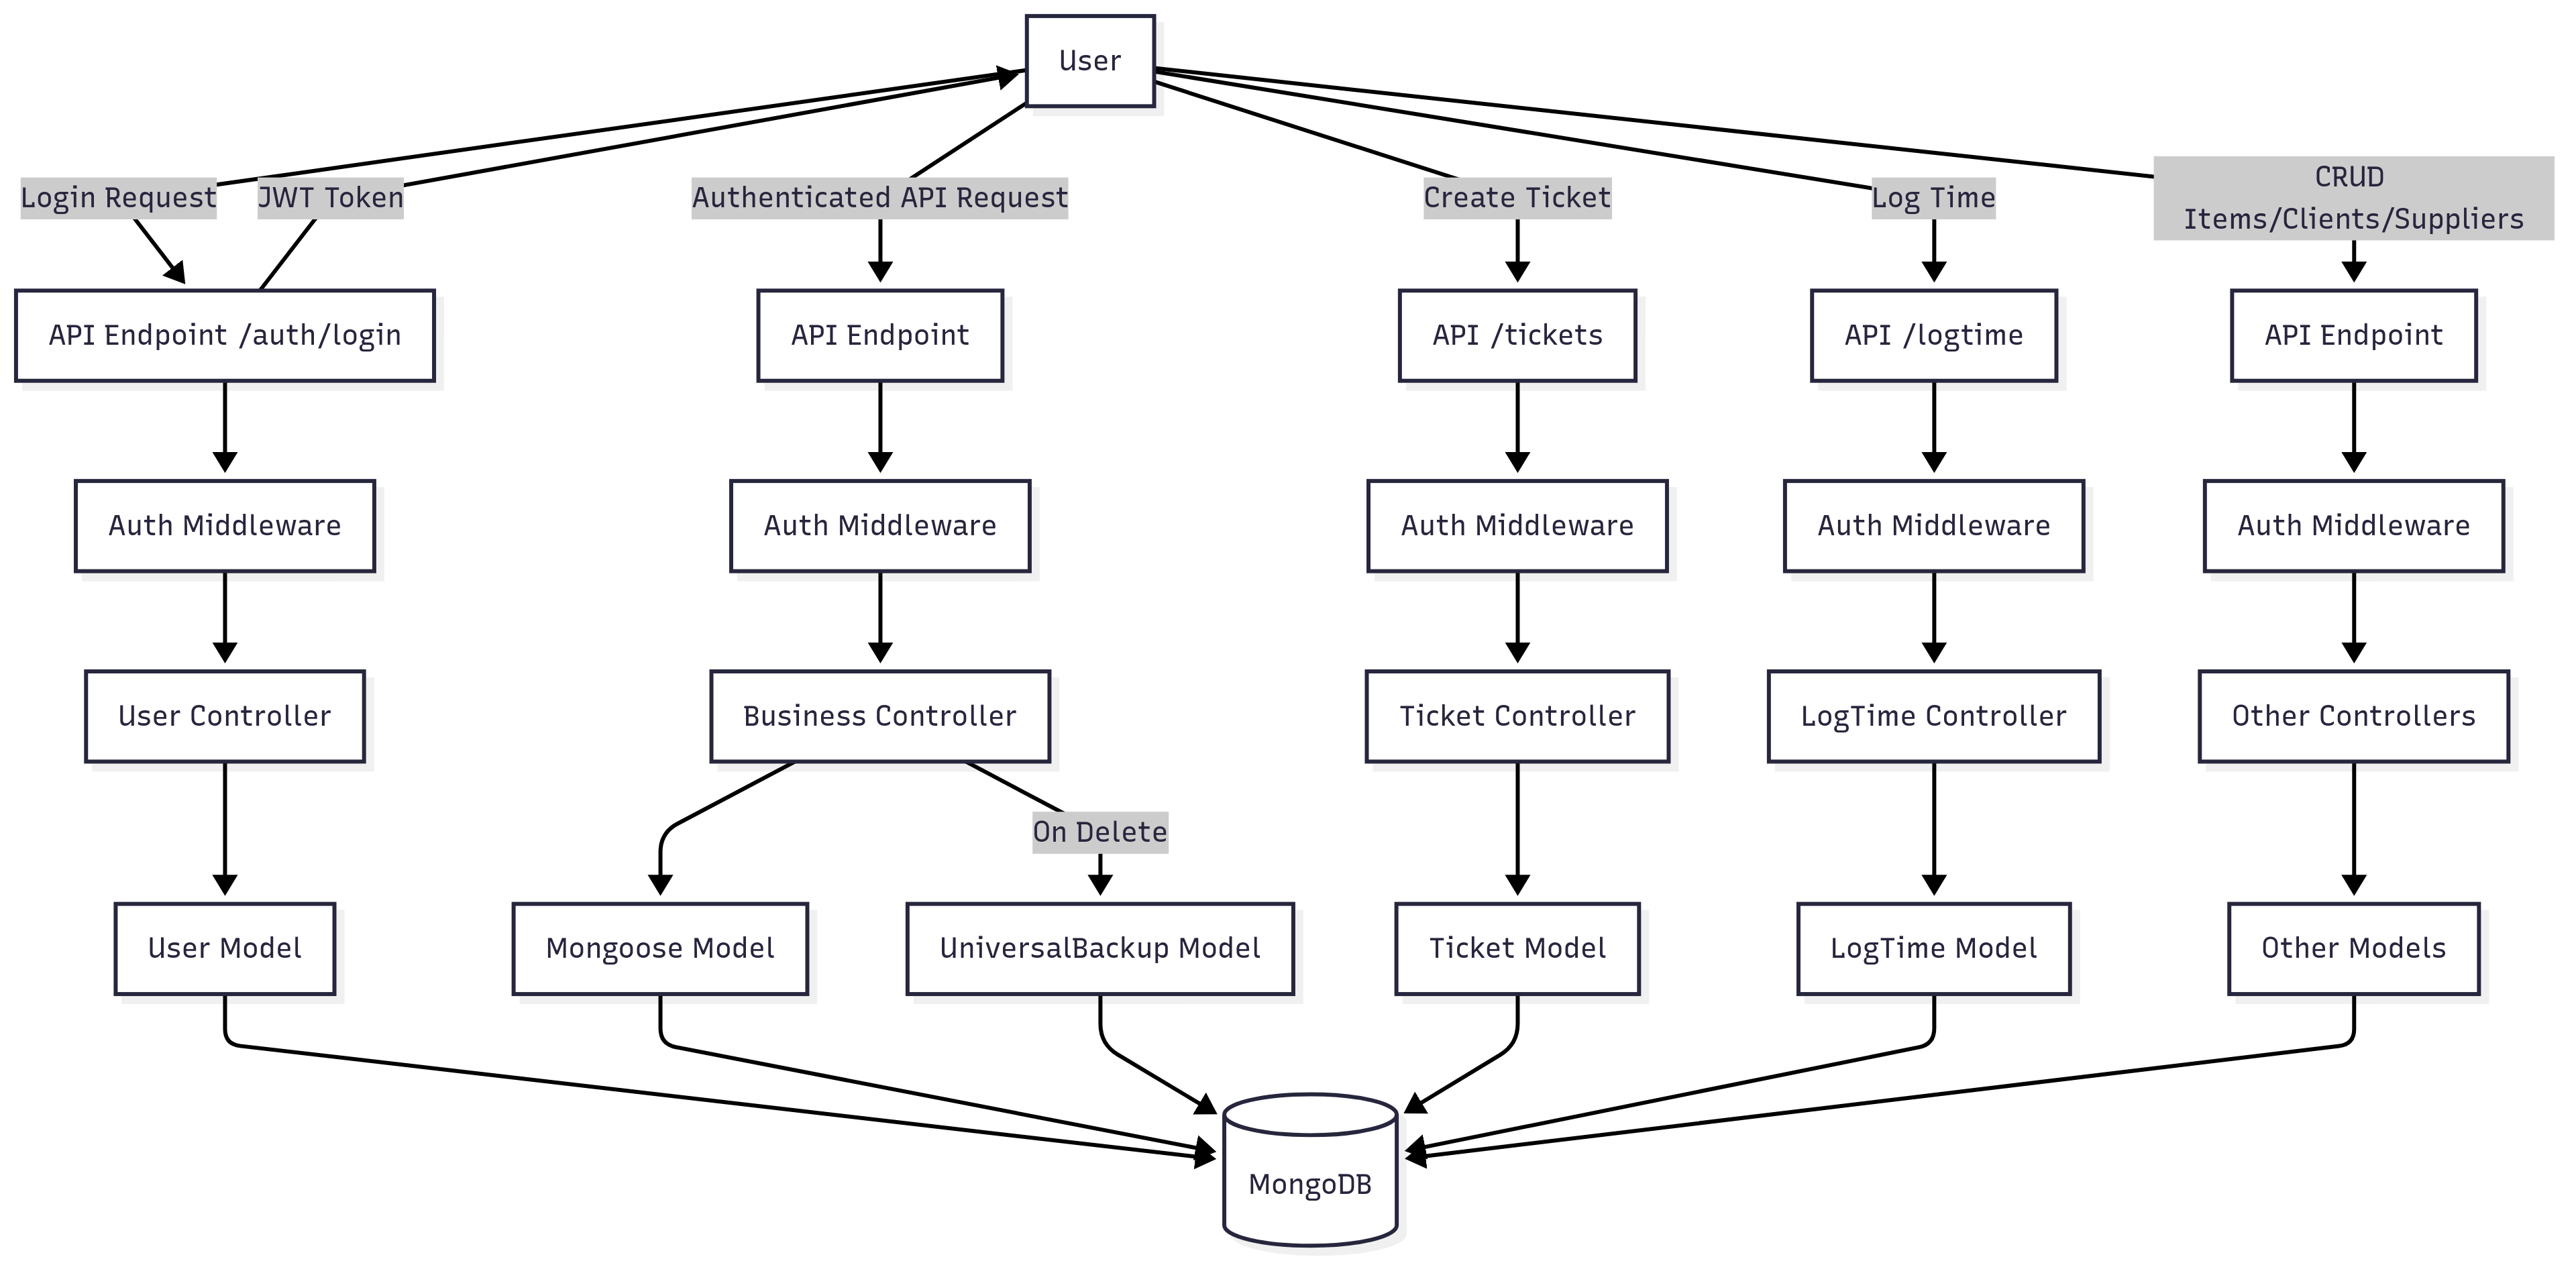 User
Login Request
JWT Token
Authenticated API Request
Create Ticket
Log Time
CRUD
Items/Clients/Suppliers
API Endpoint /auth/login
API Endpoint
API /tickets
API /logtime
API Endpoint
Auth Middleware
Auth Middleware
Auth Middleware
Auth Middleware
Auth Middleware
User Controller
Business Controller
Ticket Controller
LogTime Controller
Other Controllers
On Delete
User Model
Mongoose Model
UniversalBackup Model
Ticket Model
LogTime Model
Other Models
MongoDB